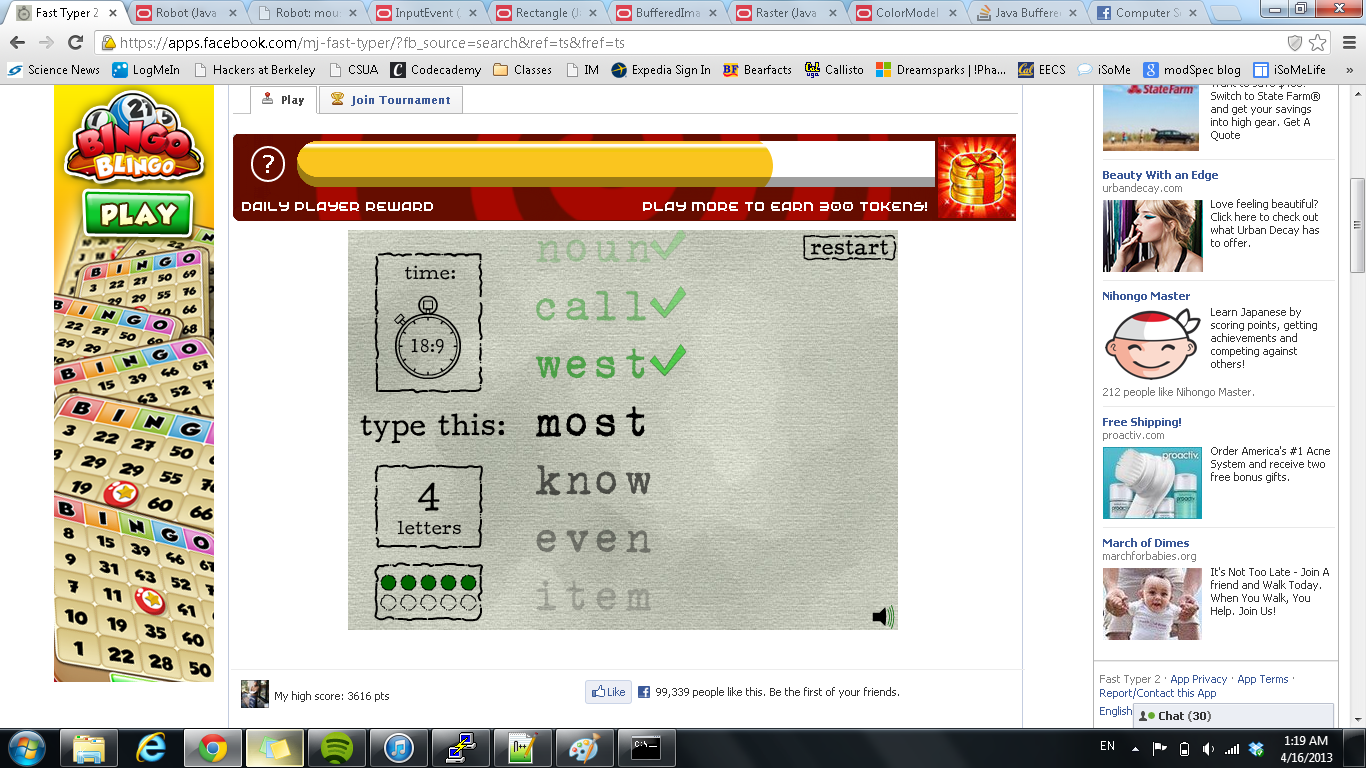 Fast Typer 2
Robot (Java
Robot: mous
InputEvent (
Rectangle (J
BufferedIma
Raster (Java
ColorModel
Java Buffere
Computer S
https://apps.facebook.com/mj-fast-typer/?fb_source=search&ref=ts&fref=ts
Science News
LogMeIn
Hackers at Berkeley
CSUA
Codecademy
Classes
IM
Expedia Sign In
Bearfacts
Callisto
Dreamsparks | !Pha...
EECS
iSoMe
modSpec blog
iSoMeLife
»
BINGO
BLINGO
PLAY
Play
Join Tournament
?
DAILY PLAYER REWARD
PLAY MORE TO EARN 300 TOKENS!
restart
time:
18:9
noun
call
west
type this:
most
know
even
item
4
letters
My high score: 3616 pts
Like
99,339 people like this. Be the first of your friends.
StateFarm
Switch to State Farm®
and get your savings
into high gear. Get A
Quote
Beauty With an Edge
urbandecay.com
Love feeling beautiful?
Click here to check out
what Urban Decay has
to offer.
Nihongo Master
Learn Japanese by
scoring points, getting
achievements and
competing against
others!
212 people like Nihongo Master.
Free Shipping!
proactiv.com
proactiv.
Order America's #1 Acne
System and receive two
free bonus gifts.
March of Dimes
marchforbabies.org
It's Not Too Late - Join A
friend and Walk Today.
When You Walk, You
Help. Join Us!
Fast Typer 2 · App Privacy · App Terms ·
Report/Contact this App
English
Chat (30)
EN
1:19 AM
4/16/2013